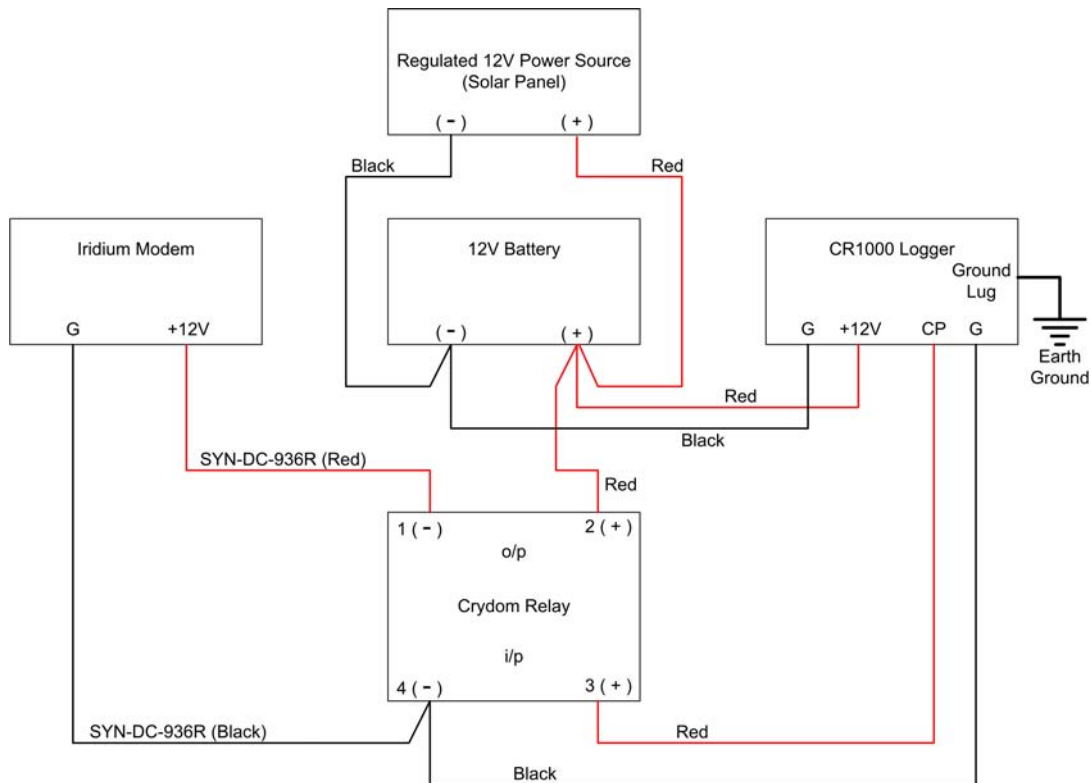 Regulated 12V Power Source
(Solar Panel)
( - )
( + )
Black
Red
Iridium Modem
G
+12V
12V Battery
( - )
( + )
CR1000 Logger
Ground
Lug
G
+12V
CP
G
Earth
Ground
Red
Black
SYN-DC-936R (Red)
Red
1 ( - )
2 ( + )
o/p
Crydom Relay
i/p
4 ( - )
3 ( + )
SYN-DC-936R (Black)
Red
Black